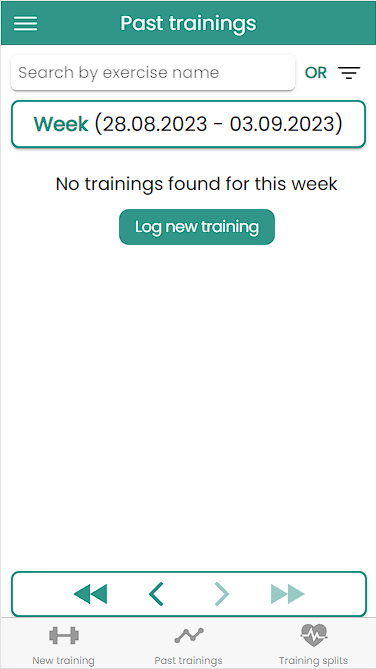 Past trainings
Search by exercise name
OR
Week (28.08.2023 - 03.09.2023)
No trainings found for this week
Log new training
New training
Past trainings
Training splits